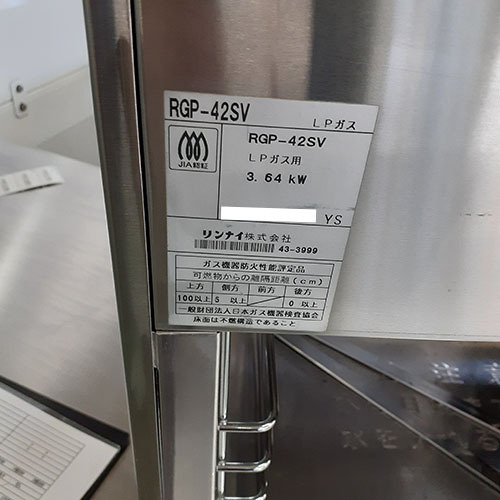 RGP-42SV
LPガス
JIA認証
RGP-42SV
LPガス用
3.64 kW
YS
リンナイ株式会社
43-3999
ガス機器防火性能評定品
可燃物からの離隔距離(cm)
上方 側方 前方 後方
100以上 5 以上 0 以上
一般財団法人日本ガス機器検査協会
床面は不燃構造であること
注意